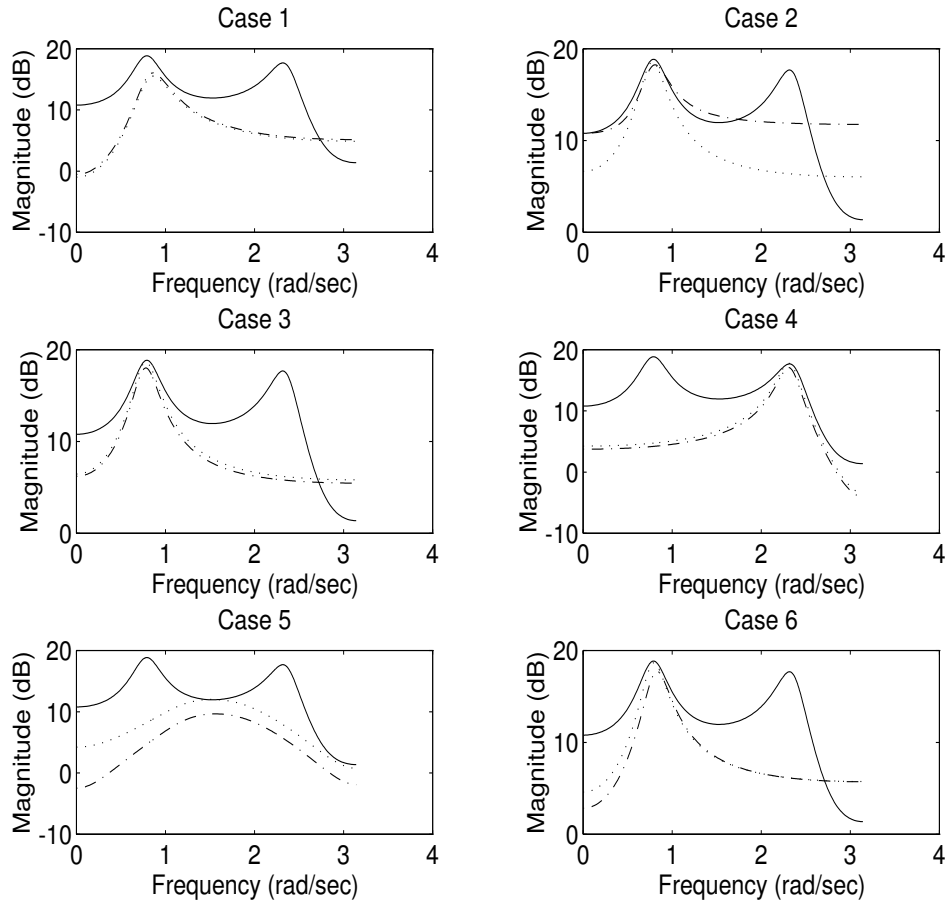 Case 1
20
10
0
-10
Magnitude (dB)
0 1 2 3 4
Frequency (rad/sec)
Case 2
20
10
0
Magnitude (dB)
0 1 2 3 4
Frequency (rad/sec)
Case 3
20
10
0
Magnitude (dB)
0 1 2 3 4
Frequency (rad/sec)
Case 4
20
10
0
-10
Magnitude (dB)
0 1 2 3 4
Frequency (rad/sec)
Case 5
20
10
0
-10
Magnitude (dB)
0 1 2 3 4
Frequency (rad/sec)
Case 6
20
10
0
Magnitude (dB)
0 1 2 3 4
Frequency (rad/sec)